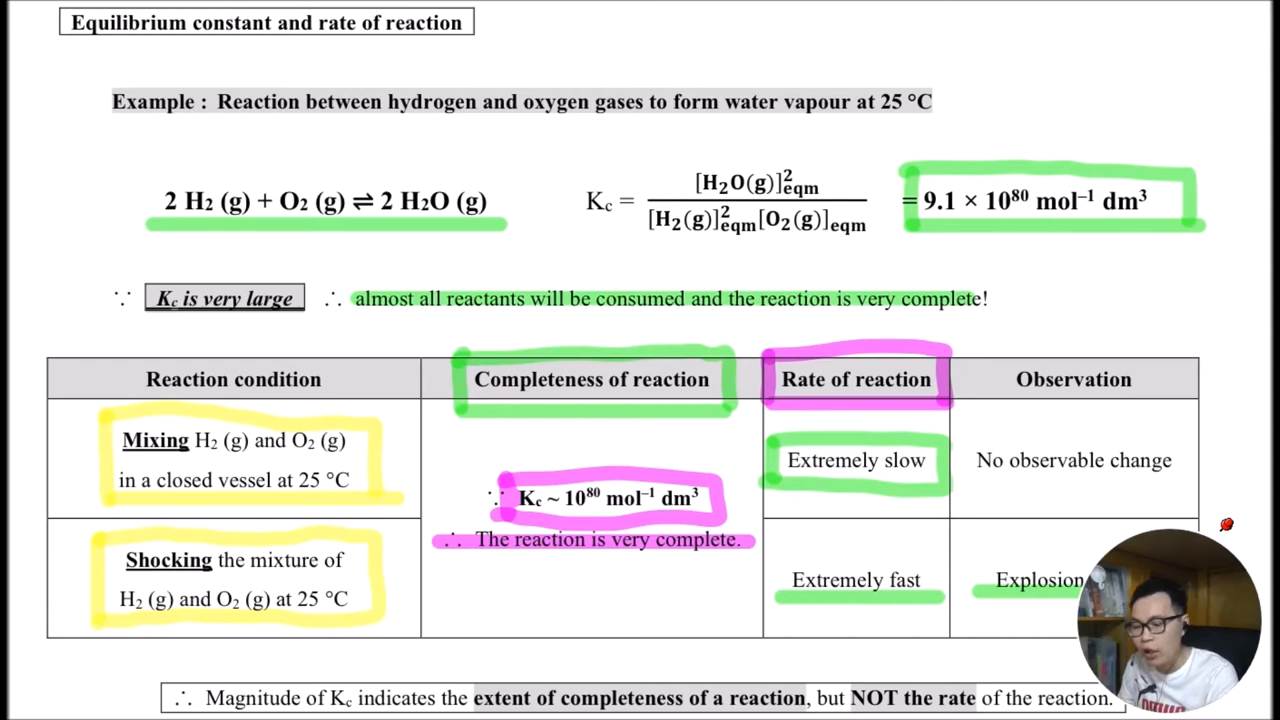 Equilibrium constant and rate of reaction
Example : Reaction between hydrogen and oxygen gases to form water vapour at 25 °C
2 H₂ (g) + O₂ (g) ⇌ 2 H₂O (g)
K꜀ = [H₂O(g)]²eqm / [H₂(g)]²eqm[O₂(g)]eqm = 9.1 × 10⁸⁰ mol⁻¹ dm³
∵ K꜀ is very large ∴ almost all reactants will be consumed and the reaction is very complete!
Reaction condition Completeness of reaction Rate of reaction Observation
Mixing H₂ (g) and O₂ (g)
in a closed vessel at 25 °C
∵ K꜀ ~ 10⁸⁰ mol⁻¹ dm³
∴ The reaction is very complete.
Extremely slow
No observable change
Shocking the mixture of
H₂ (g) and O₂ (g) at 25 °C
Extremely fast
Explosion
∴ Magnitude of K꜀ indicates the extent of completeness of a reaction, but NOT the rate of the reaction.